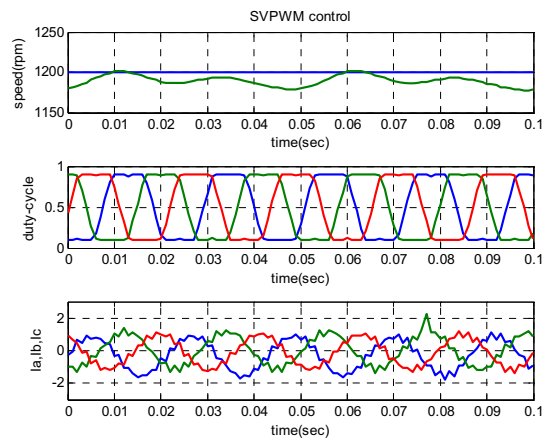 SVPWM control
1250
1200
1150
speed(rpm)
0 0.01 0.02 0.03 0.04 0.05 0.06 0.07 0.08 0.09 0.1
time(sec)
1
0.5
0
duty-cycle
0 0.01 0.02 0.03 0.04 0.05 0.06 0.07 0.08 0.09 0.1
time(sec)
2
0
-2
Ia,Ib,Ic
0 0.01 0.02 0.03 0.04 0.05 0.06 0.07 0.08 0.09 0.1
time(sec)